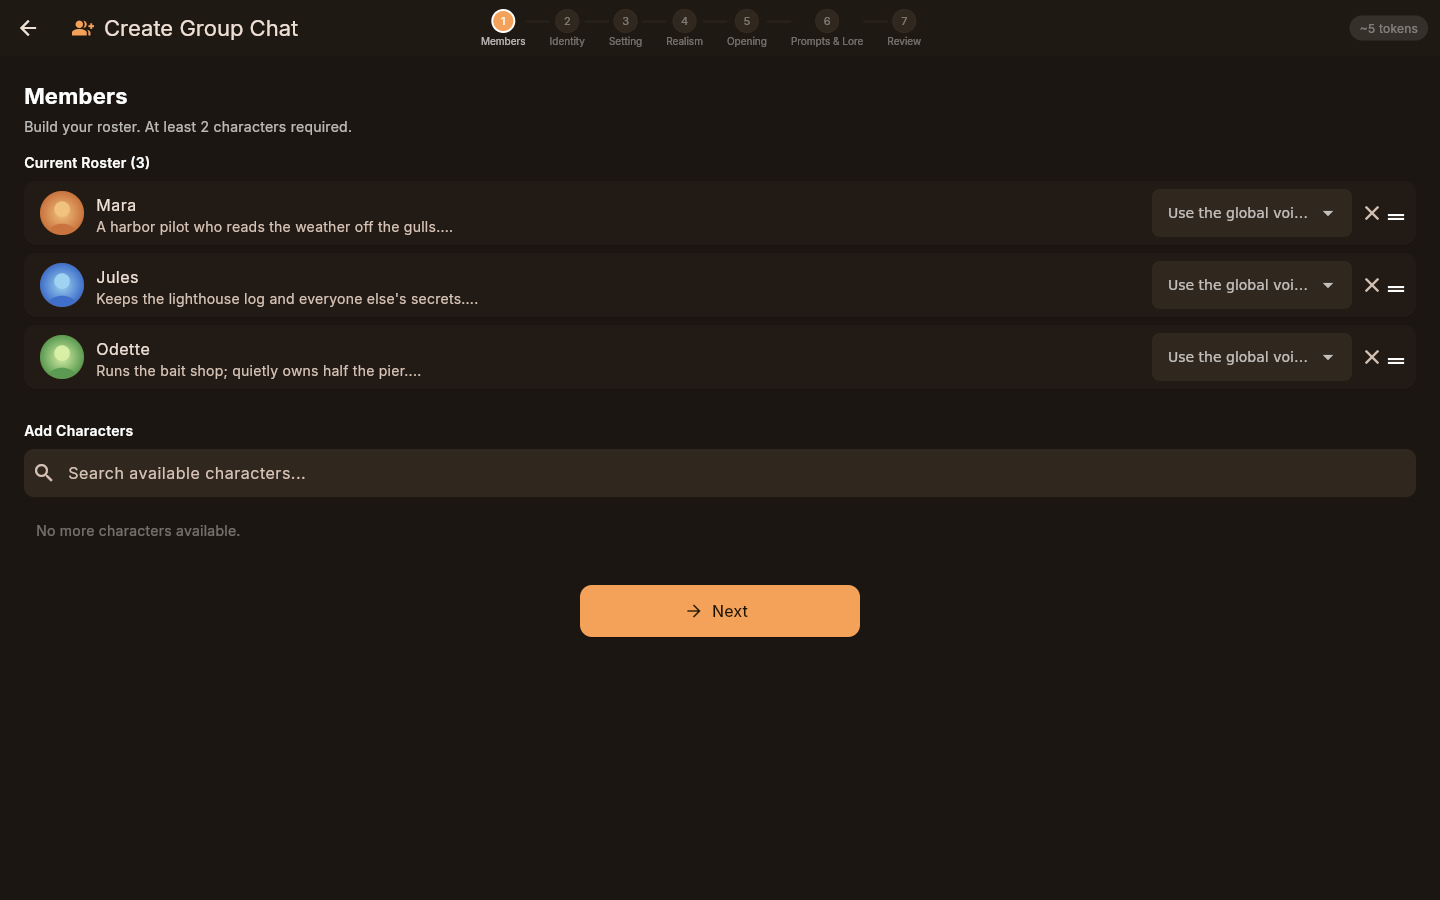 Create Group Chat
1
2
3
4
5
6
7
Members
Identity
Setting
Realism
Opening
Prompts & Lore
Review
~5 tokens
Members
Build your roster. At least 2 characters required.
Current Roster (3)
Mara
A harbor pilot who reads the weather off the gulls....
Use the global voi...
Jules
Keeps the lighthouse log and everyone else's secrets....
Use the global voi...
Odette
Runs the bait shop; quietly owns half the pier....
Use the global voi...
Add Characters
Search available characters...
No more characters available.
Next